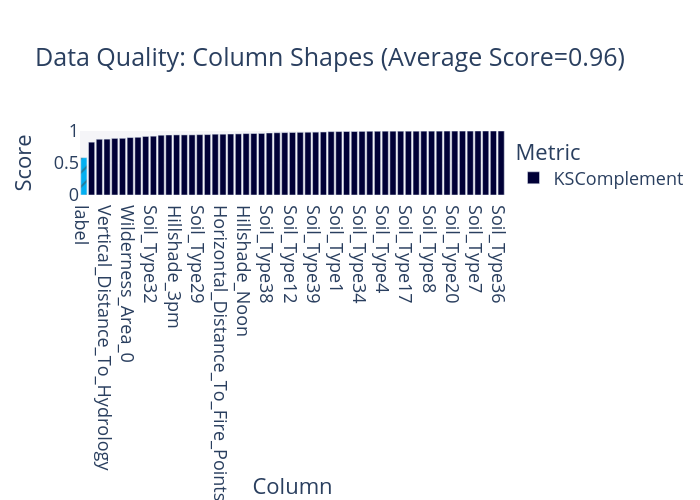 Data Quality: Column Shapes (Average Score=0.96)
Score
1
0.5
0
label
Vertical_Distance_To_Hydrology
Wilderness_Area_0
Soil_Type32
Hillshade_3pm
Soil_Type29
Horizontal_Distance_To_Fire_Points
Hillshade_Noon
Soil_Type38
Soil_Type12
Soil_Type39
Soil_Type1
Soil_Type34
Soil_Type4
Soil_Type17
Soil_Type8
Soil_Type20
Soil_Type7
Soil_Type36
Column
Metric
KSComplement